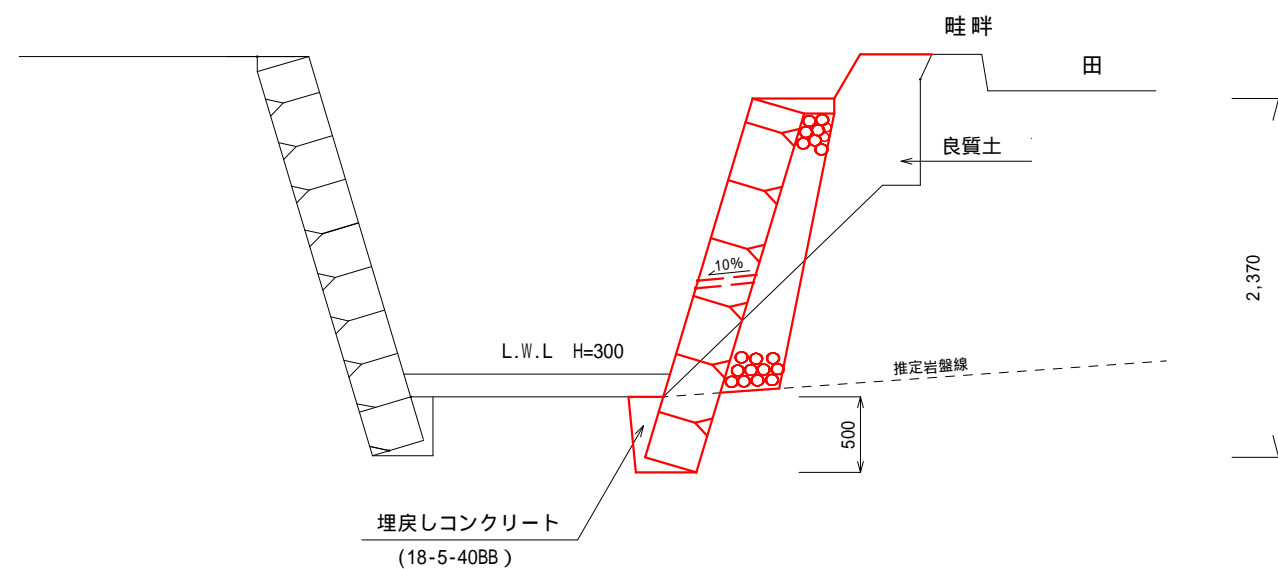 畦畔
田
良質土
10%
2,370
L.W.L H=300
推定岩盤線
500
埋戻しコンクリート
(18-5-40BB)